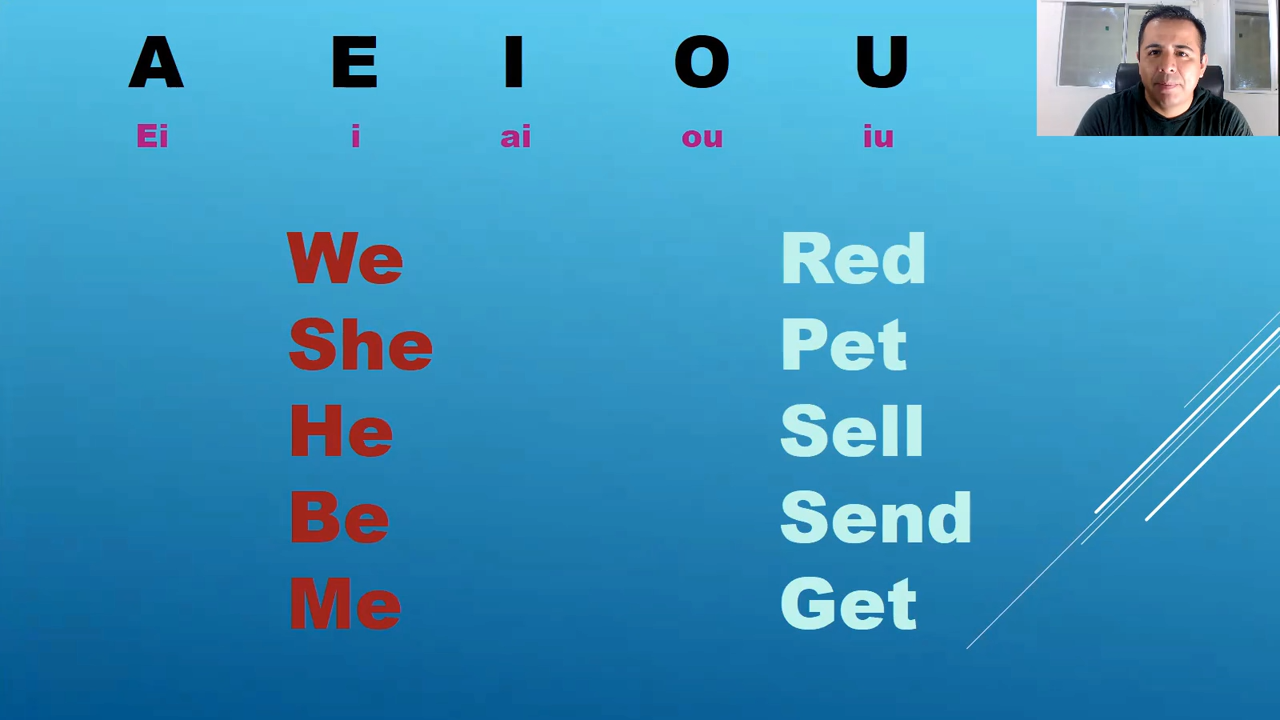 A E I O U
Ei i ai ou iu
We Red
She Pet
He Sell
Be Send
Me Get